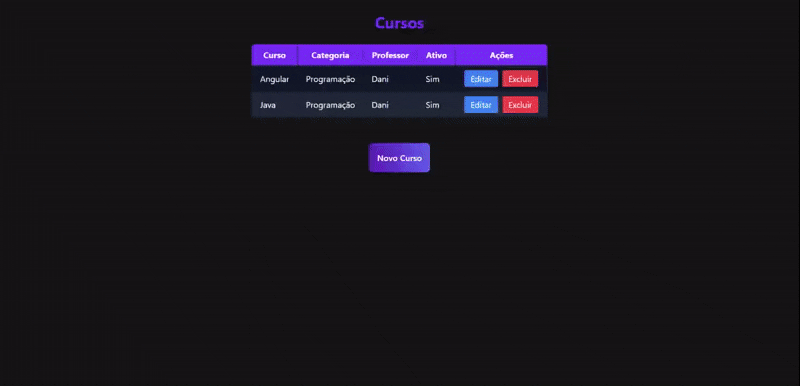 Cursos
Curso Categoria Professor Ativo Ações
Angular Programação Dani Sim Editar Excluir
Java Programação Dani Sim Editar Excluir
Novo Curso